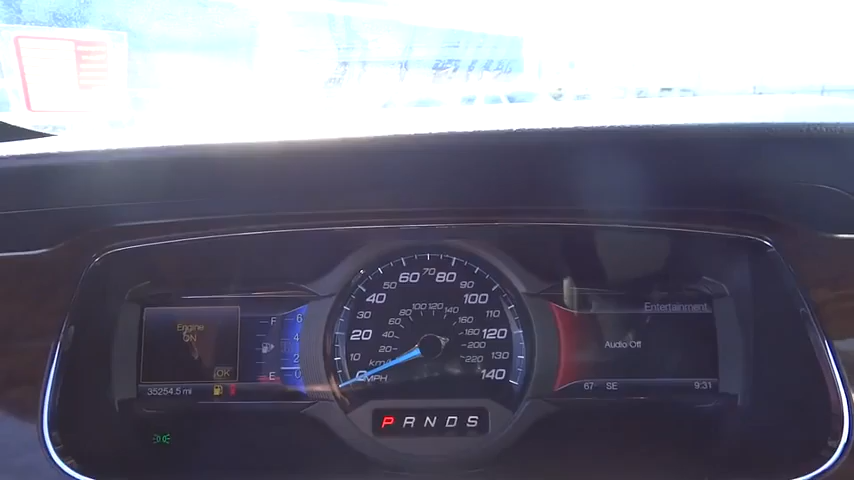 Engine
ON
OK
35254.5 mi
F 6
4
2
E U
0 10 20 30 40 50 60 70 80 90 100 120 130 140
20 40 60 80 100 120 140 160 180 200 220
km/h
MPH
P R N D S
Entertainment
Audio Off
67° SE 9:31